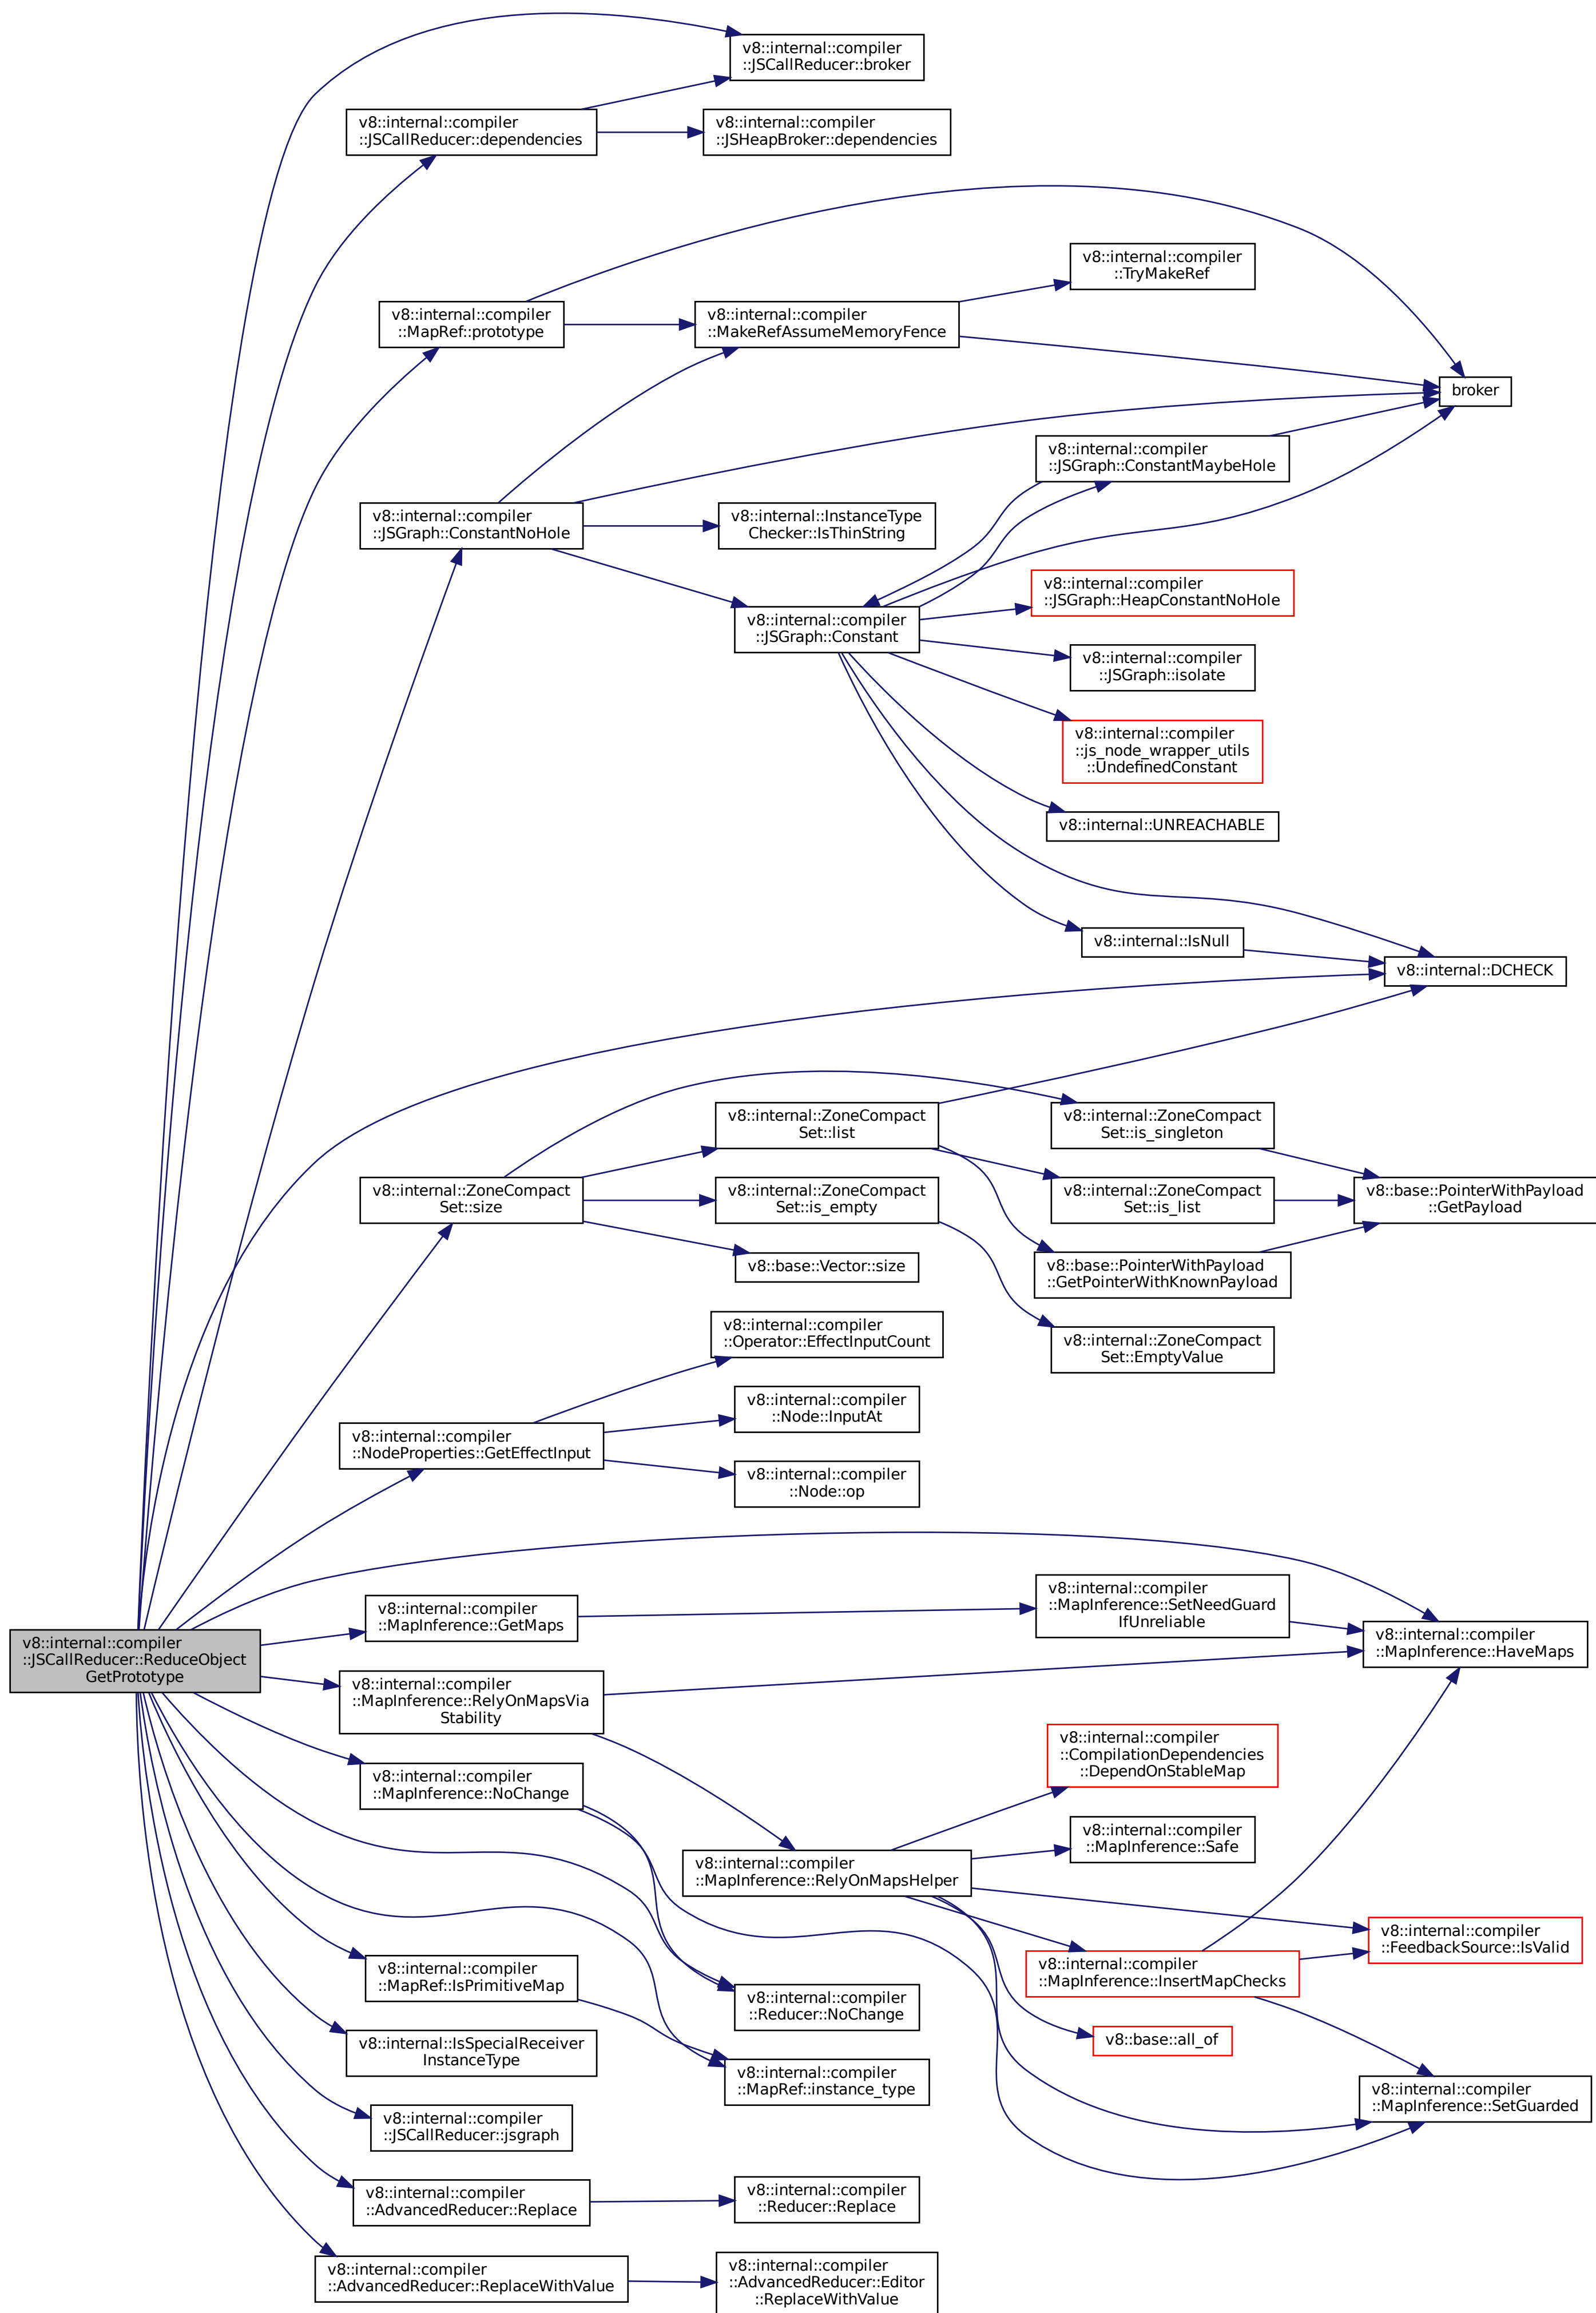 v8::internal::compiler
::JSCallReducer::broker
v8::internal::compiler
::JSCallReducer::dependencies
v8::internal::compiler
::JSHeapBroker::dependencies
v8::internal::compiler
::TryMakeRef
v8::internal::compiler
::MapRef::prototype
v8::internal::compiler
::MakeRefAssumeMemoryFence
broker
v8::internal::compiler
::JSGraph::ConstantMaybeHole
v8::internal::compiler
::JSGraph::ConstantNoHole
v8::internal::InstanceType
Checker::IsThinString
v8::internal::compiler
::JSGraph::HeapConstantNoHole
v8::internal::compiler
::JSGraph::Constant
v8::internal::compiler
::JSGraph::isolate
v8::internal::compiler
::js_node_wrapper_utils
::UndefinedConstant
v8::internal::UNREACHABLE
v8::internal::IsNull
v8::internal::DCHECK
v8::internal::ZoneCompact
Set::list
v8::internal::ZoneCompact
Set::is_singleton
v8::internal::ZoneCompact
Set::size
v8::internal::ZoneCompact
Set::is_empty
v8::internal::ZoneCompact
Set::is_list
v8::base::PointerWithPayload
::GetPayload
v8::base::Vector::size
v8::base::PointerWithPayload
::GetPointerWithKnownPayload
v8::internal::compiler
::Operator::EffectInputCount
v8::internal::ZoneCompact
Set::EmptyValue
v8::internal::compiler
::Node::InputAt
v8::internal::compiler
::NodeProperties::GetEffectInput
v8::internal::compiler
::Node::op
v8::internal::compiler
::MapInference::GetMaps
v8::internal::compiler
::MapInference::SetNeedGuard
IfUnreliable
v8::internal::compiler
::MapInference::HaveMaps
v8::internal::compiler
::JSCallReducer::ReduceObject
GetPrototype
v8::internal::compiler
::MapInference::RelyOnMapsVia
Stability
v8::internal::compiler
::CompilationDependencies
::DependOnStableMap
v8::internal::compiler
::MapInference::NoChange
v8::internal::compiler
::MapInference::Safe
v8::internal::compiler
::MapInference::RelyOnMapsHelper
v8::internal::compiler
::FeedbackSource::IsValid
v8::internal::compiler
::MapInference::InsertMapChecks
v8::internal::compiler
::MapRef::IsPrimitiveMap
v8::internal::compiler
::Reducer::NoChange
v8::base::all_of
v8::internal::IsSpecialReceiver
InstanceType
v8::internal::compiler
::MapRef::instance_type
v8::internal::compiler
::MapInference::SetGuarded
v8::internal::compiler
::JSCallReducer::jsgraph
v8::internal::compiler
::AdvancedReducer::Replace
v8::internal::compiler
::Reducer::Replace
v8::internal::compiler
::AdvancedReducer::ReplaceWithValue
v8::internal::compiler
::AdvancedReducer::Editor
::ReplaceWithValue